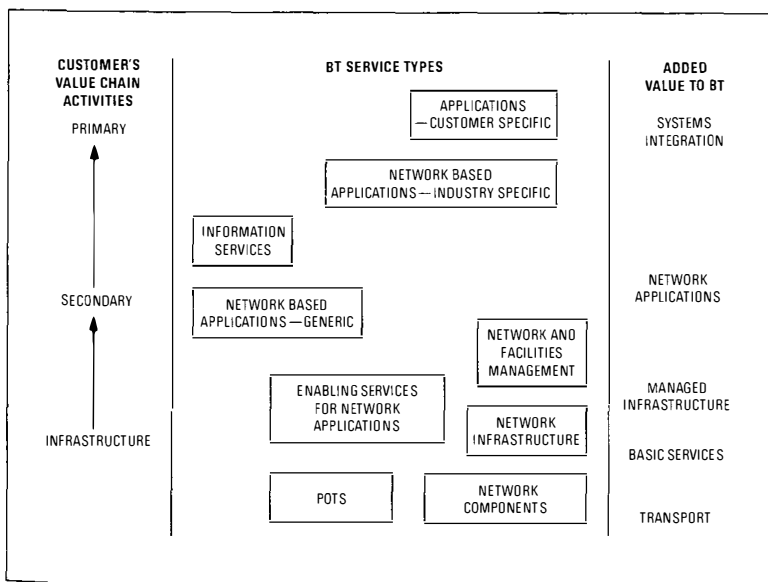 CUSTOMER'S
VALUE CHAIN
ACTIVITIES
PRIMARY
SECONDARY
INFRASTRUCTURE
BT SERVICE TYPES
APPLICATIONS
—CUSTOMER SPECIFIC
NETWORK BASED
APPLICATIONS—INDUSTRY SPECIFIC
INFORMATION
SERVICES
NETWORK BASED
APPLICATIONS—GENERIC
NETWORK AND
FACILITIES
MANAGEMENT
ENABLING SERVICES
FOR NETWORK
APPLICATIONS
NETWORK
INFRASTRUCTURE
POTS
NETWORK
COMPONENTS
ADDED
VALUE TO BT
SYSTEMS
INTEGRATION
NETWORK
APPLICATIONS
MANAGED
INFRASTRUCTURE
BASIC SERVICES
TRANSPORT